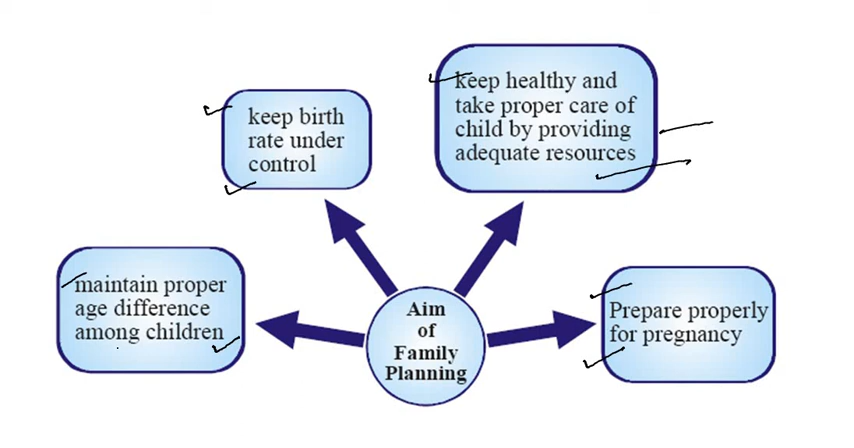 keep birth
rate under
control
keep healthy and
take proper care of
child by providing
adequate resources
maintain proper
age difference
among children
Aim
of
Family
Planning
Prepare properly
for pregnancy